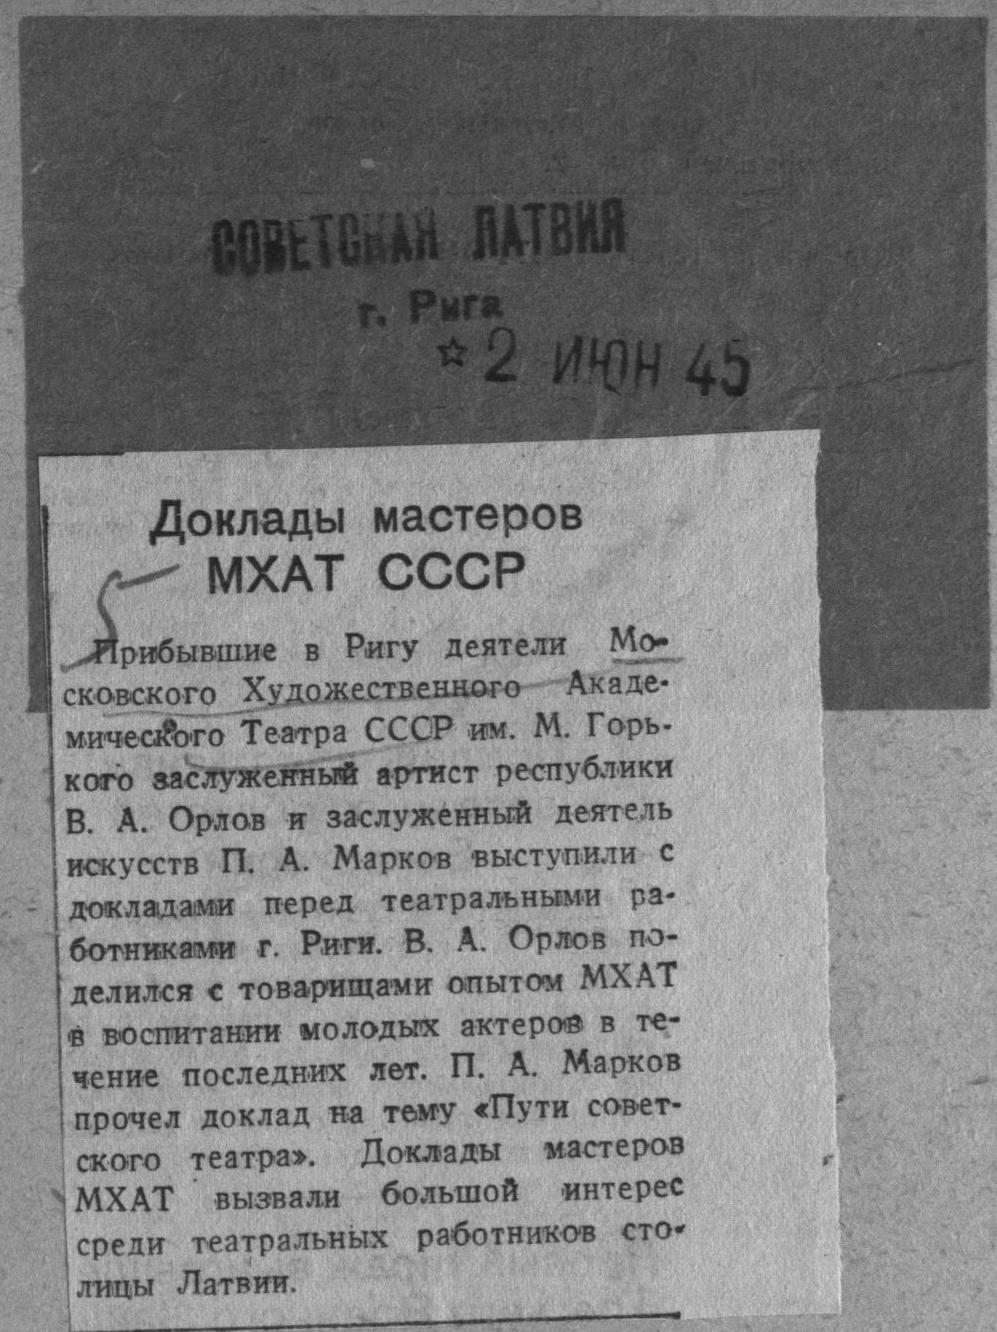 СОВЕТСКАЯ ЛАТВИЯ
г. Рига
☆ 2 ИЮН 45
Доклады мастеров
МХАТ СССР
Прибывшие в Ригу деятели Мо-
сковского Художественного Акаде-
мического Театра СССР им. М. Горь-
кого заслуженный артист республики
В. А. Орлов и заслуженный деятель
искусств П. А. Марков выступили с
докладами перед театральными ра-
ботниками г. Риги. В. А. Орлов по-
делился с товарищами опытом МХАТ
в воспитании молодых актеров в те-
чение последних лет. П. А. Марков
прочел доклад на тему «Пути совет-
ского театра». Доклады мастеров
МХАТ вызвали большой интерес
среди театральных работников сто-
лицы Латвии.